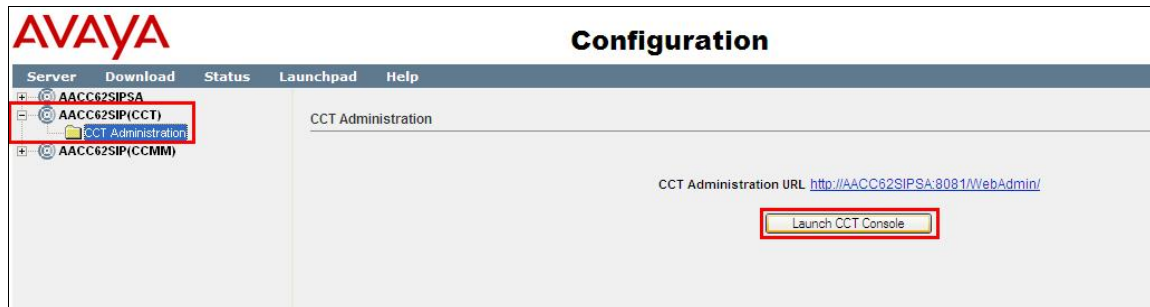 AVAYA
Configuration
Server Download Status Launchpad Help
AACC62SIPSA
AACC62SIP(CCT)
CCT Administration
AACC62SIP(CCMM)
CCT Administration
CCT Administration URL http://AACC62SIPSA:8081/WebAdmin/
Launch CCT Console